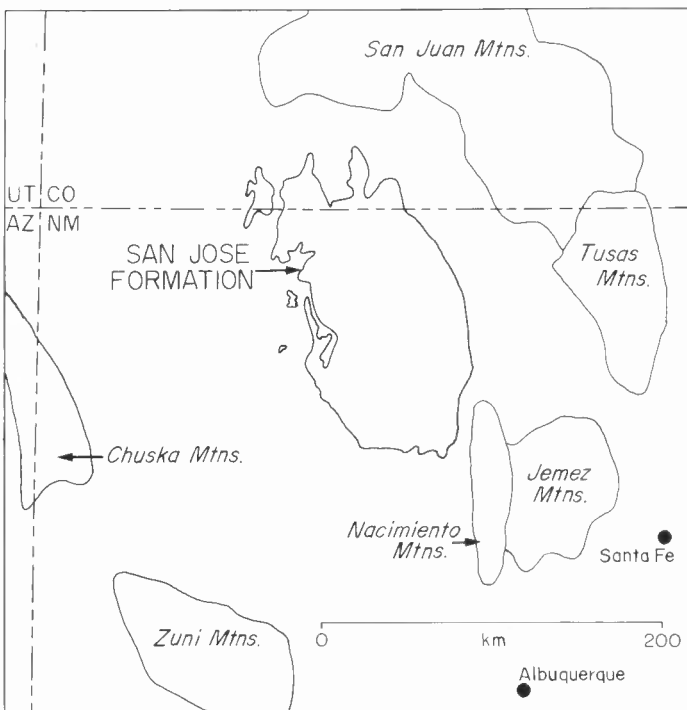 San Juan Mtns.
UT CO
AZ NM
SAN JOSE
FORMATION
Tusas
Mtns.
Chuska Mtns.
Jemez
Mtns.
Nacimiento
Mtns.
Santa Fe
Zuni Mtns.
0 km 200
Albuquerque